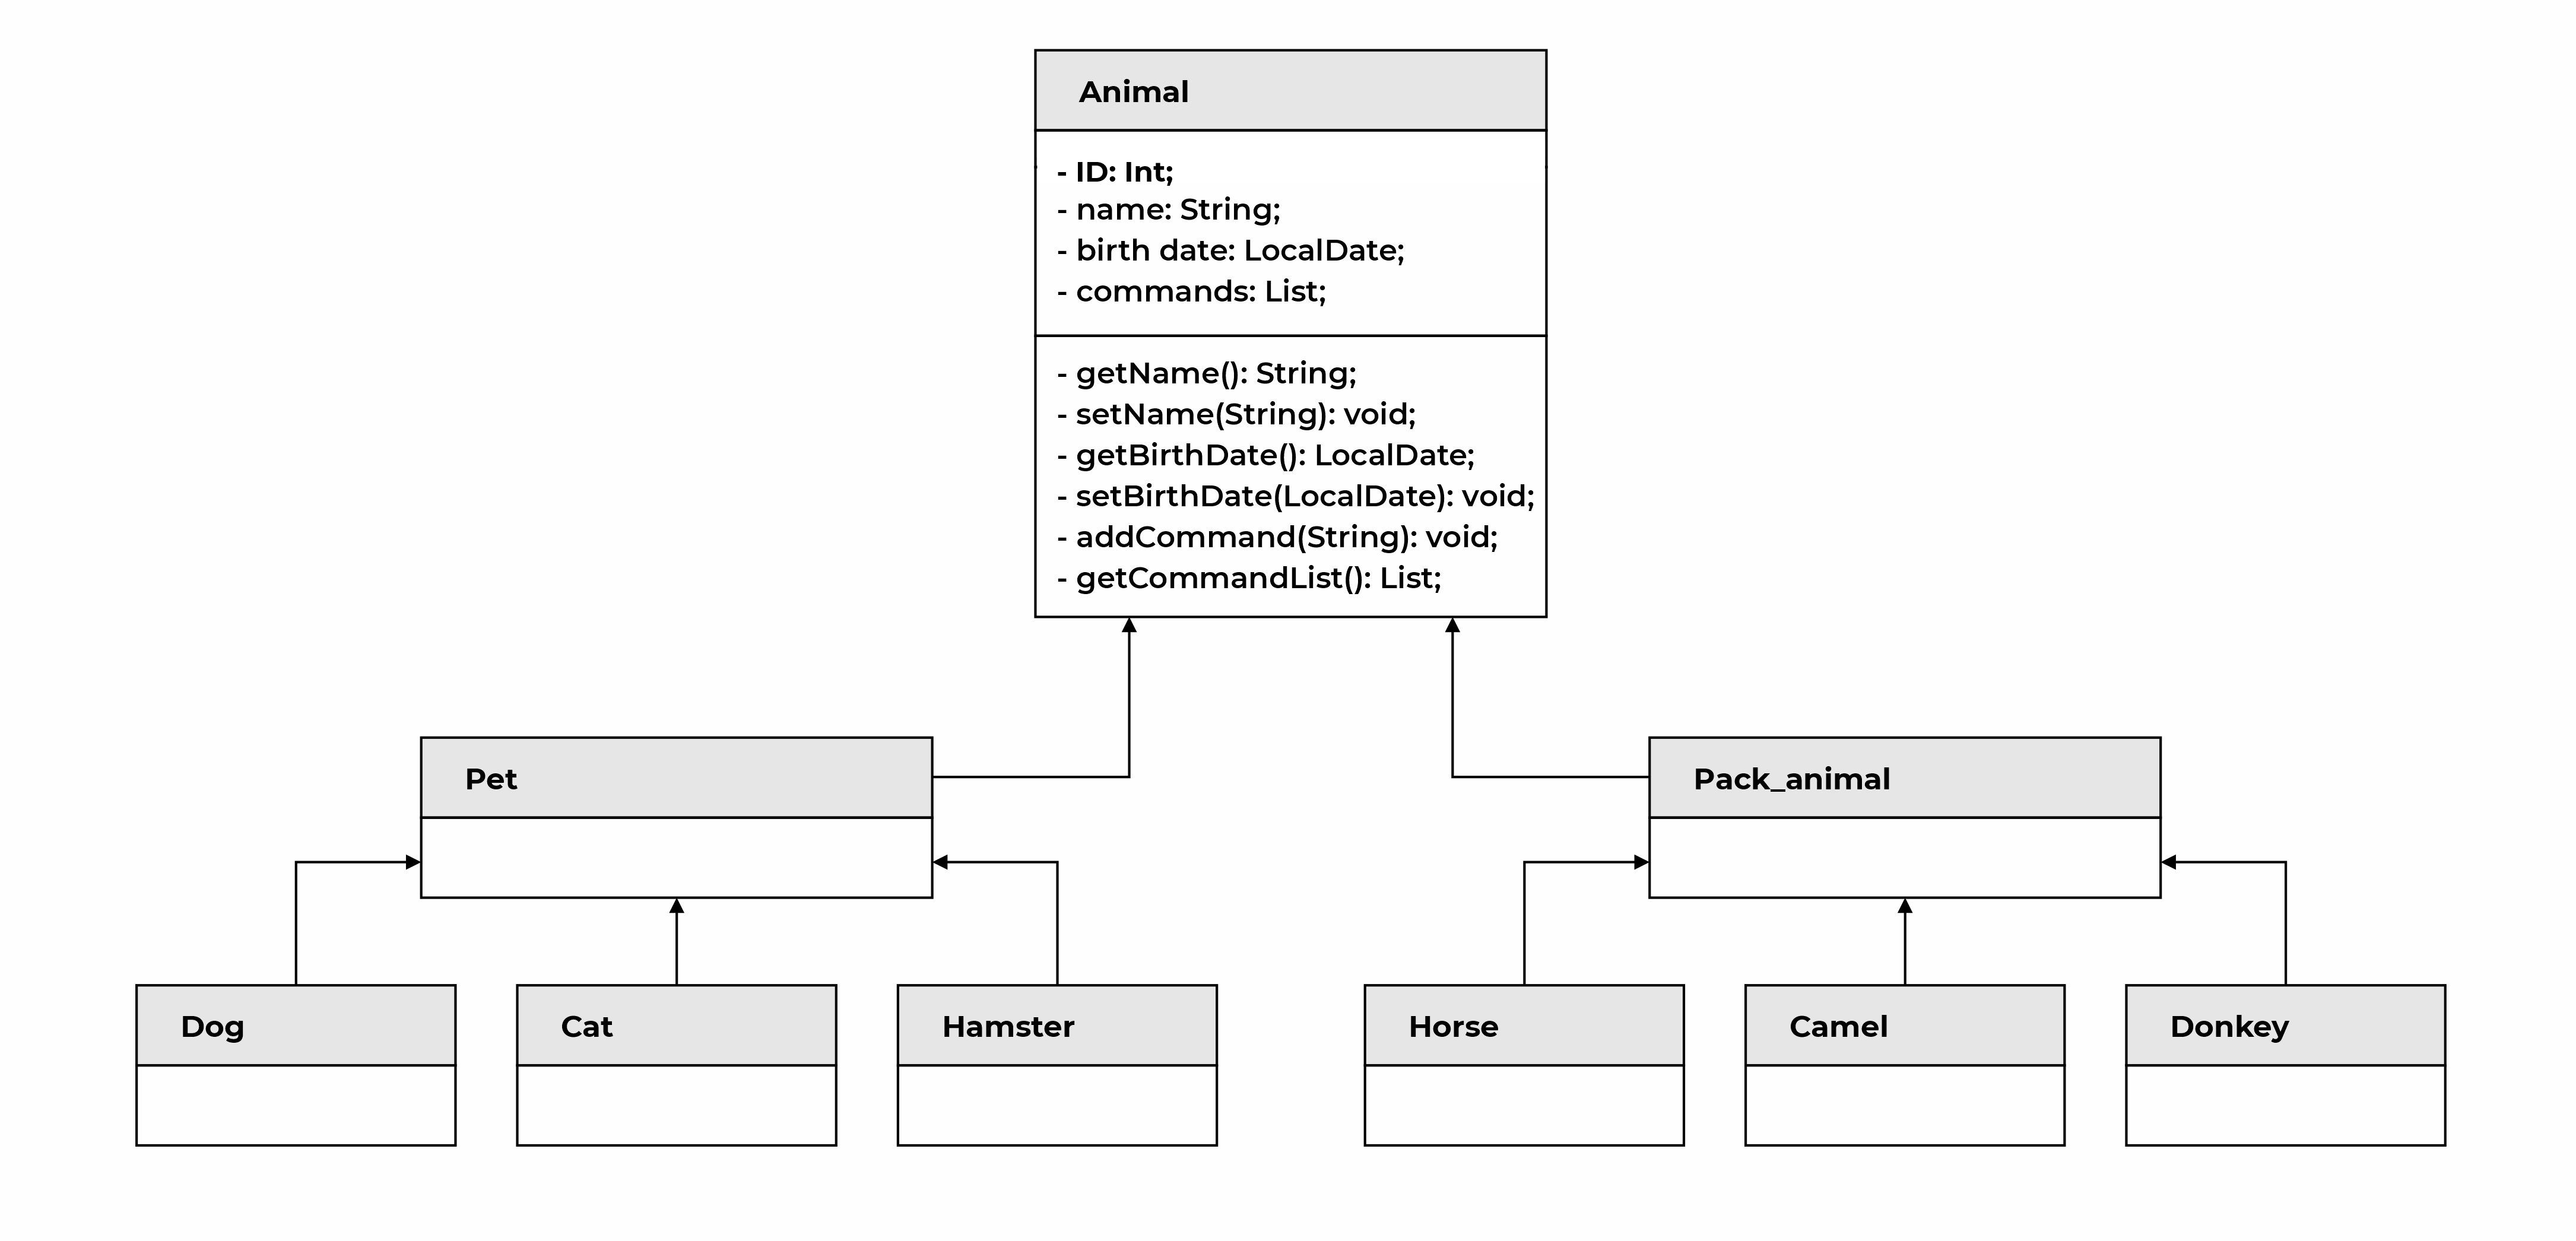 Animal
- ID: Int;
- name: String;
- birth date: LocalDate;
- commands: List;
- getName(): String;
- setName(String): void;
- getBirthDate(): LocalDate;
- setBirthDate(LocalDate): void;
- addCommand(String): void;
- getCommandList(): List;
Pet
Pack_animal
Dog
Cat
Hamster
Horse
Camel
Donkey